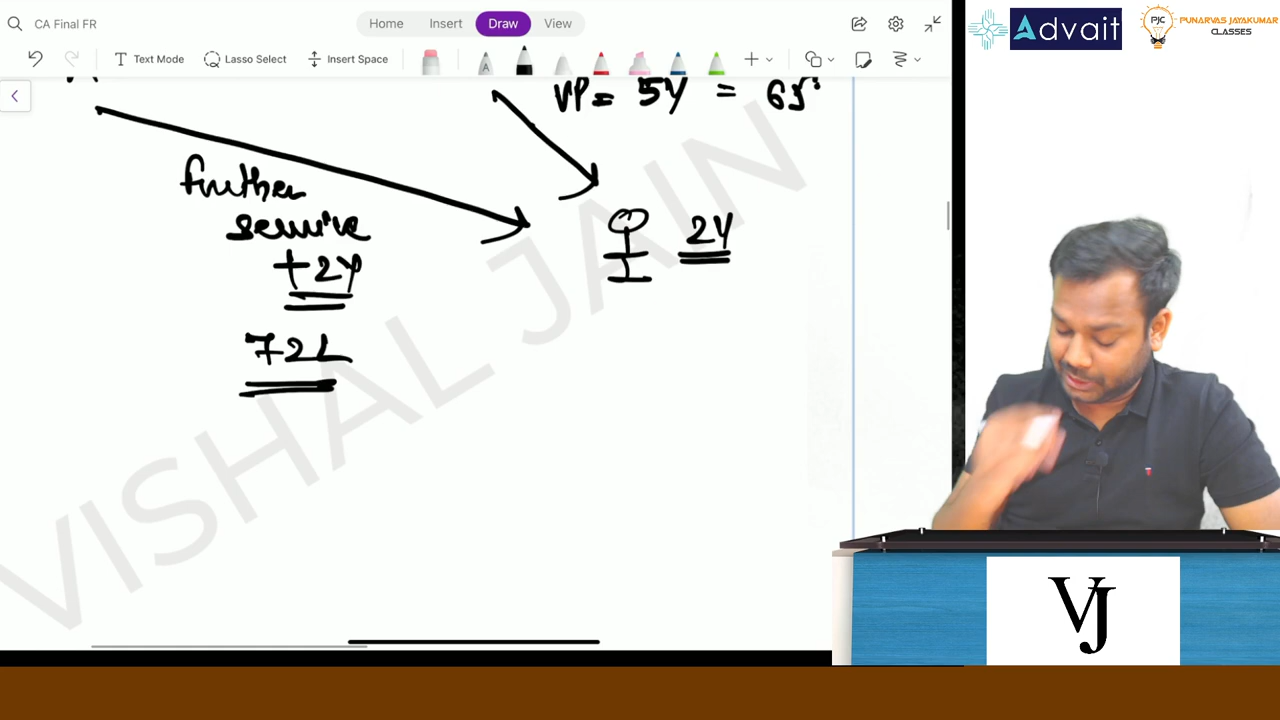 CA Final FR
Home Insert Draw View
Advait
PJC
PUNARVAS JAYAKUMAR
CLASSES
Text Mode Lasso Select Insert Space
VP = 5Y =
further
service
+2Y
2Y
72L
VISHAL JAIN
VJ